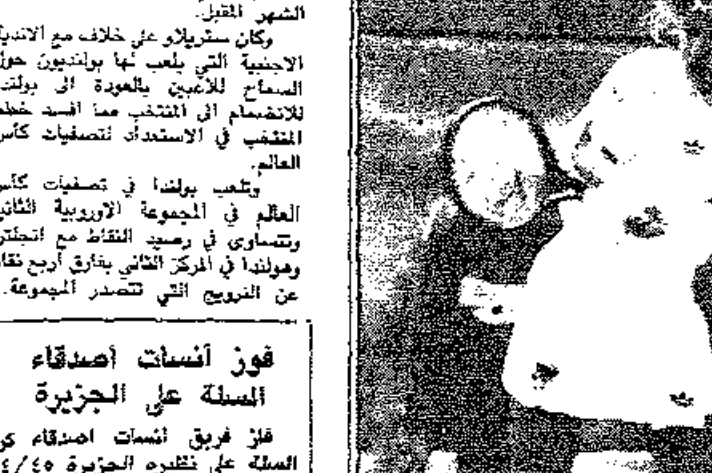 الشهر المقبل.
وكان ستريلاو على خلاف مع الاندية
الاجنبية التي يلعب لها بولنديون حول
السماح للاعبين بالعودة الى بولندا
للانضمام الى المنتخب مما افسد خطط
المنتخب في الاستعداد لتصفيات كأس
العالم.
وتلعب بولندا في تصفيات كأس
العالم في المجموعة الاوروبية الثانية
وتتساوى في رصيد النقاط مع انجلترا
وهولندا في المركز الثاني بفارق أربع نقاط
عن النرويج التي تتصدر المجموعة.
فوز آنسات أصدقاء
السلة على الجزيرة
فاز فريق آنسات اصدقاء
السلة على نظيره الجزيرة